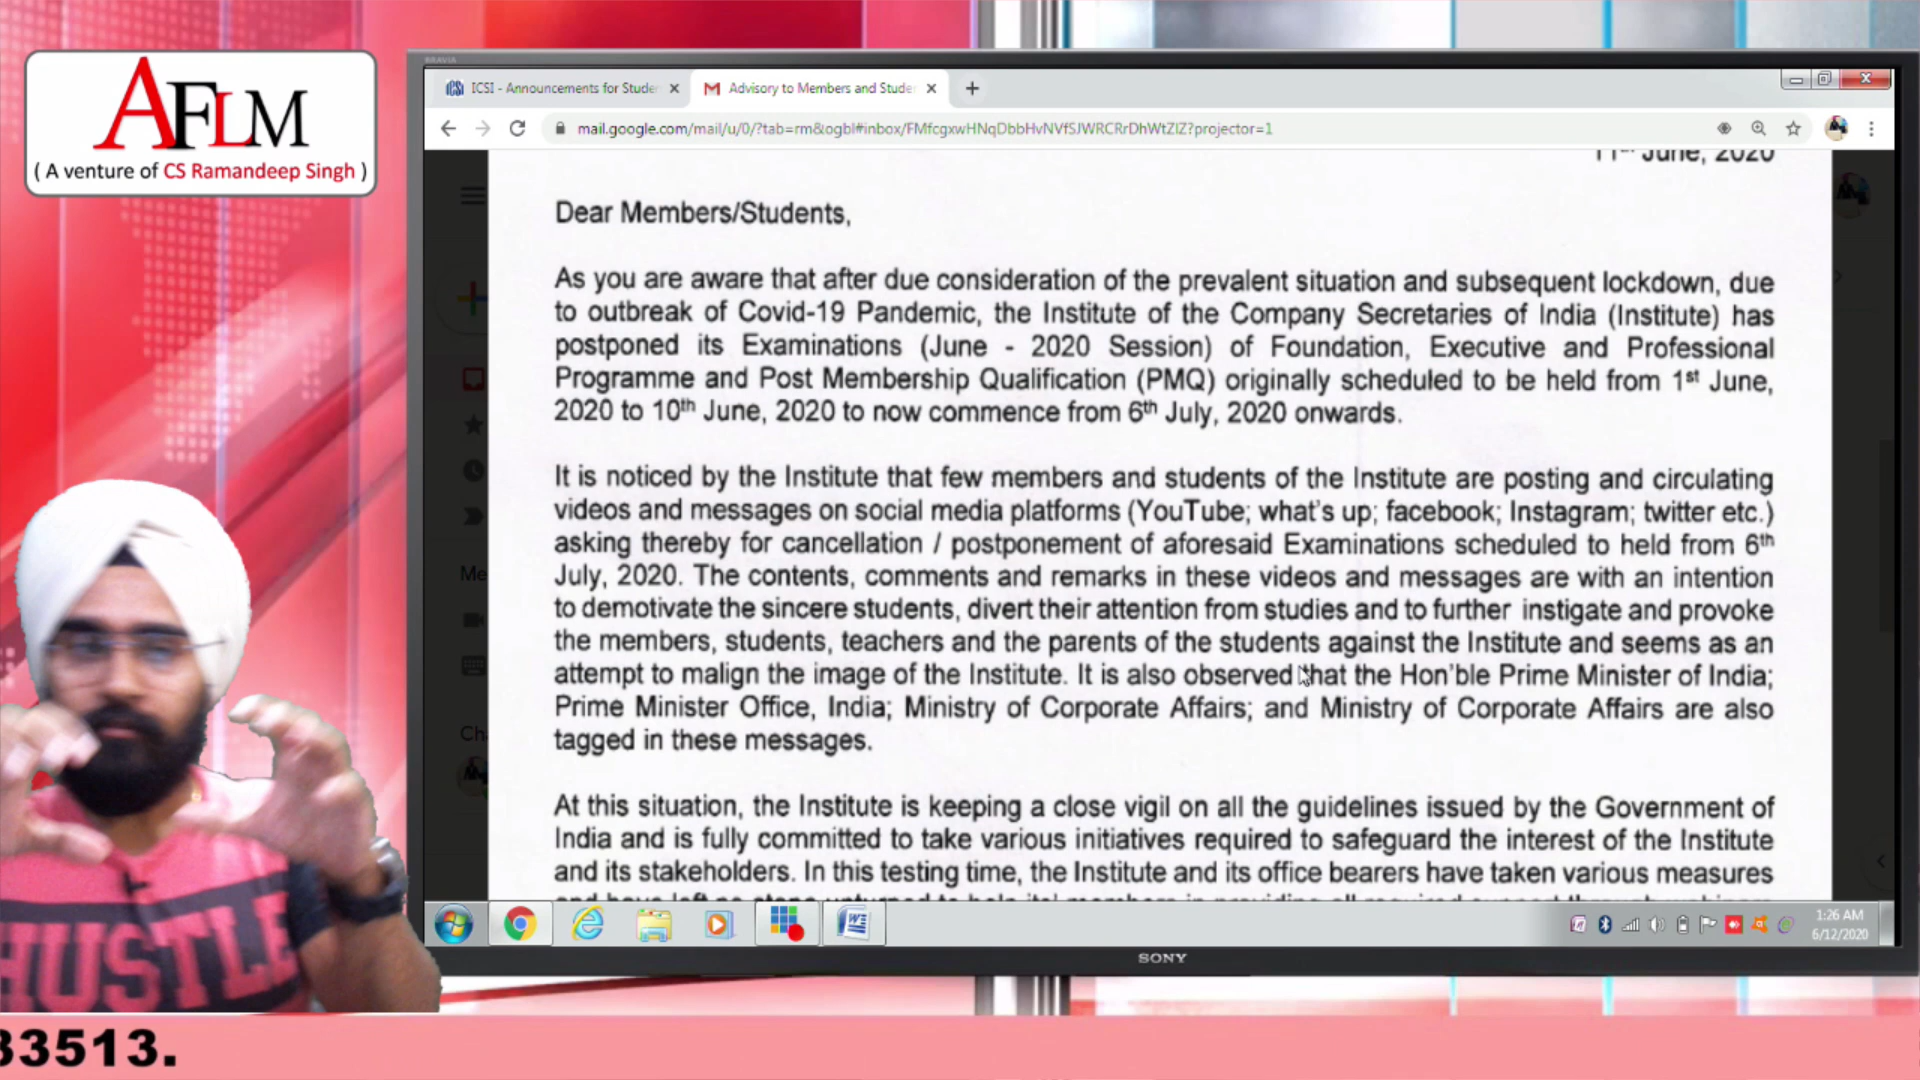 BRAVIA
AFLM
( A venture of CS Ramandeep Singh )
ICSI - Announcements for Studen
Advisory to Members and Studen
mail.google.com/mail/u/0/?tab=rm&ogbl#inbox/FMfcgxwHNqDbbHvNVfSJWRCRrDhWtZlZ?projector=1
11st June, 2020
Dear Members/Students,
As you are aware that after due consideration of the prevalent situation and subsequent lockdown, due
to outbreak of Covid-19 Pandemic, the Institute of the Company Secretaries of India (Institute) has
postponed its Examinations (June - 2020 Session) of Foundation, Executive and Professional
Programme and Post Membership Qualification (PMQ) originally scheduled to be held from 1st June,
2020 to 10th June, 2020 to now commence from 6th July, 2020 onwards.
It is noticed by the Institute that few members and students of the Institute are posting and circulating
videos and messages on social media platforms (YouTube; what's up; facebook; Instagram; twitter etc.)
asking thereby for cancellation / postponement of aforesaid Examinations scheduled to held from 6th
July, 2020. The contents, comments and remarks in these videos and messages are with an intention
to demotivate the sincere students, divert their attention from studies and to further instigate and provoke
the members, students, teachers and the parents of the students against the Institute and seems as an
attempt to malign the image of the Institute. It is also observed that the Hon'ble Prime Minister of India;
Prime Minister Office, India; Ministry of Corporate Affairs; and Ministry of Corporate Affairs are also
tagged in these messages.
At this situation, the Institute is keeping a close vigil on all the guidelines issued by the Government of
India and is fully committed to take various initiatives required to safeguard the interest of the Institute
and its stakeholders. In this testing time, the Institute and its office bearers have taken various measures
Me
Ch
1:26 AM
6/12/2020
SONY
HUSTLE
33513.